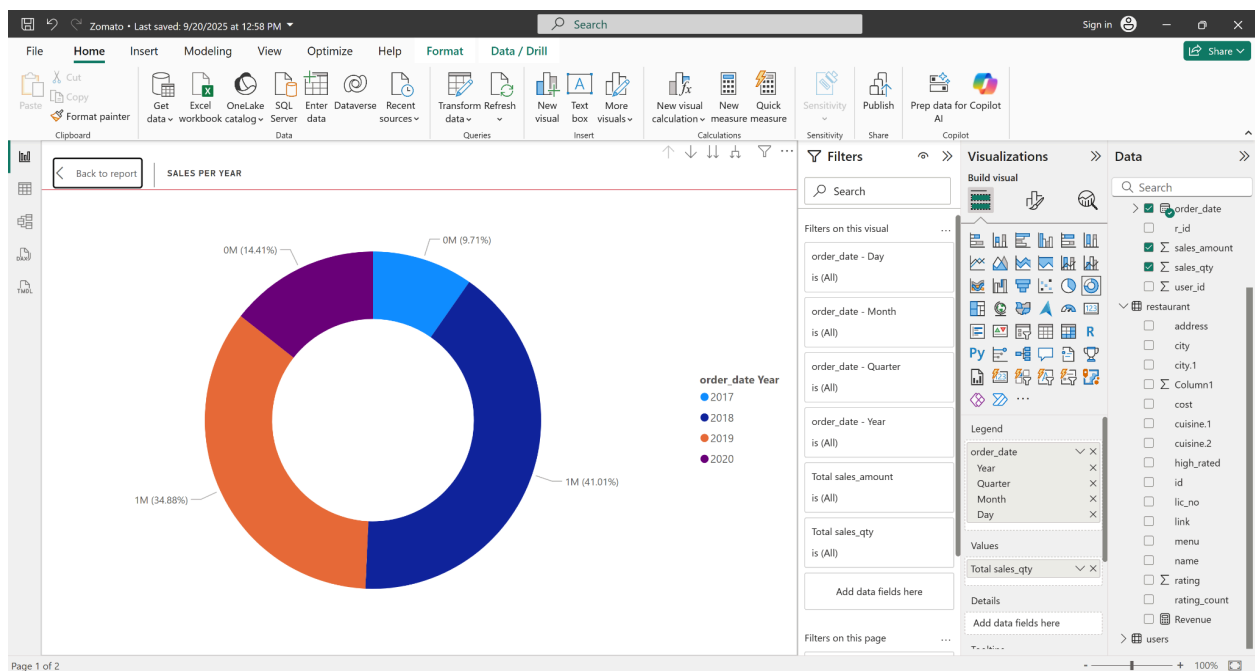 Zomato • Last saved: 9/20/2025 at 12:58 PM
Search
Sign in
File Home Insert Modeling View Optimize Help Format Data / Drill
Share
Paste
Cut
Copy
Format painter
Clipboard
Get data
Excel workbook
OneLake catalog
SQL Server
Enter data
Dataverse
Recent sources
Data
Transform data
Refresh
Queries
New visual
Text box
More visuals
Insert
New visual calculation
New measure
Quick measure
Calculations
Sensitivity
Sensitivity
Publish
Share
Prep data for AI
Copilot
Copilot
DAX
TMDL
Back to report
SALES PER YEAR
0M (14.41%)
0M (9.71%)
1M (34.88%)
1M (41.01%)
order_date Year
2017
2018
2019
2020
Filters
Search
Filters on this visual
order_date - Day
is (All)
order_date - Month
is (All)
order_date - Quarter
is (All)
order_date - Year
is (All)
Total sales_amount
is (All)
Total sales_qty
is (All)
Add data fields here
Filters on this page
Visualizations
Build visual
123
R
Py
Legend
order_date
Year
Quarter
Month
Day
Values
Total sales_qty
Details
Add data fields here
Data
Search
order_date
r_id
sales_amount
sales_qty
user_id
restaurant
address
city
city.1
Column1
cost
cuisine.1
cuisine.2
high_rated
id
lic_no
link
menu
name
rating
rating_count
Revenue
users
Page 1 of 2
- + 100%